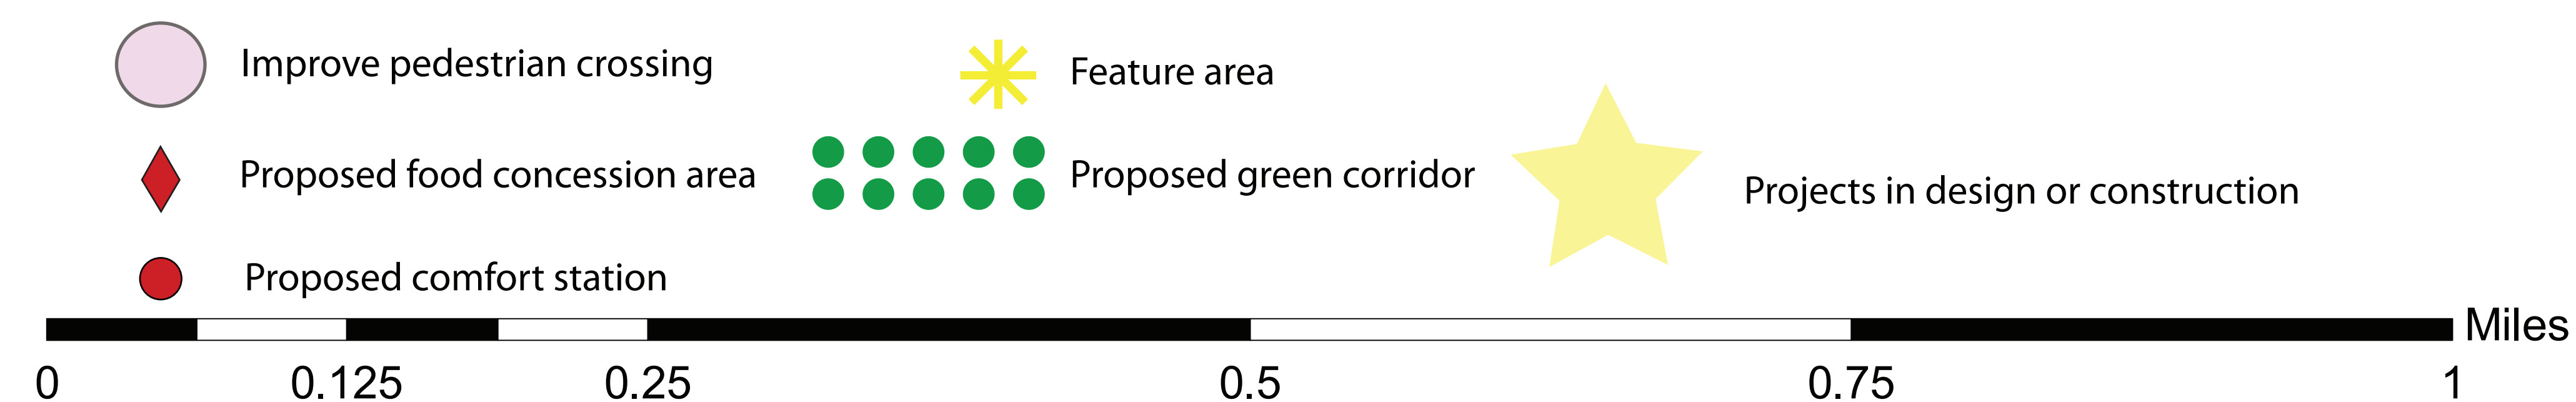 Improve pedestrian crossing
Proposed food concession area
Proposed comfort station
Feature area
Proposed green corridor
Projects in design or construction
Miles
0 0.125 0.25 0.5 0.75 1